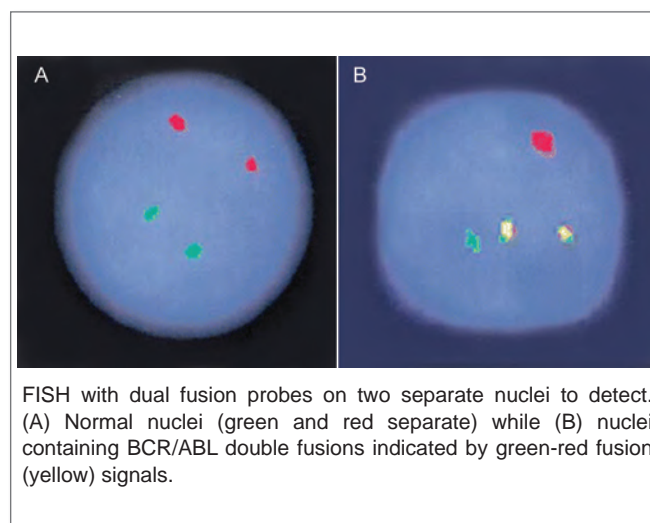 A
B
FISH with dual fusion probes on two separate nuclei to detect.
(A) Normal nuclei (green and red separate) while (B) nuclei
containing BCR/ABL double fusions indicated by green-red fusion
(yellow) signals.